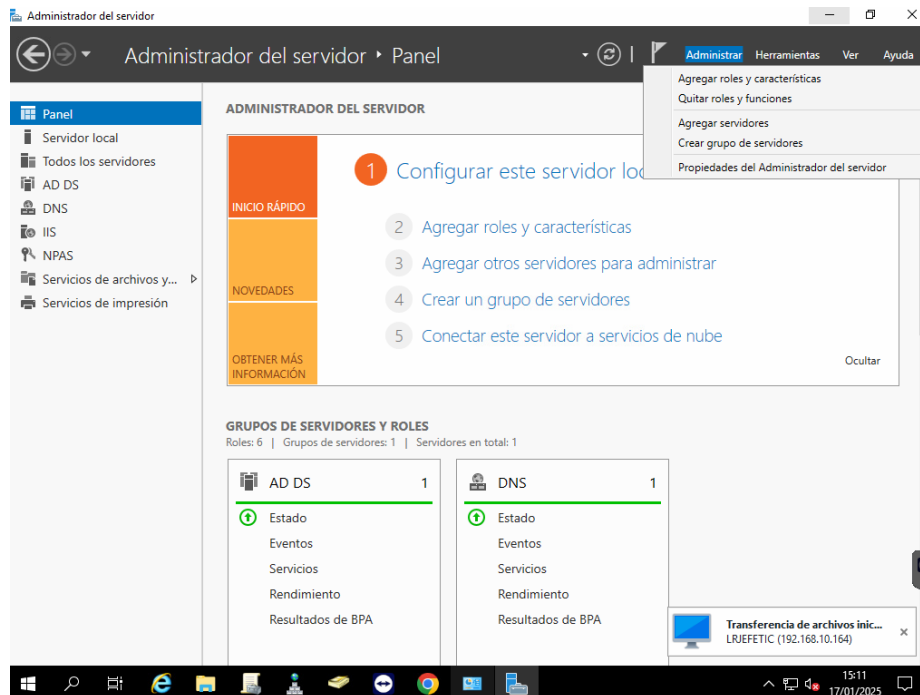 Administrador del servidor
Administrador del servidor ‣ Panel
Administrar Herramientas Ver Ayuda
Agregar roles y características
Quitar roles y funciones
Agregar servidores
Crear grupo de servidores
Propiedades del Administrador del servidor
Panel
Servidor local
Todos los servidores
AD DS
DNS
IIS
NPAS
Servicios de archivos y...
Servicios de impresión
ADMINISTRADOR DEL SERVIDOR
INICIO RÁPIDO
NOVEDADES
OBTENER MÁS
INFORMACIÓN
1 Configurar este servidor loc
2 Agregar roles y características
3 Agregar otros servidores para administrar
4 Crear un grupo de servidores
5 Conectar este servidor a servicios de nube
Ocultar
GRUPOS DE SERVIDORES Y ROLES
Roles: 6 | Grupos de servidores: 1 | Servidores en total: 1
AD DS 1
Estado
Eventos
Servicios
Rendimiento
Resultados de BPA
DNS 1
Estado
Eventos
Servicios
Rendimiento
Resultados de BPA
Transferencia de archivos inic...
LRJEFETIC (192.168.10.164)
15:11
17/01/2025